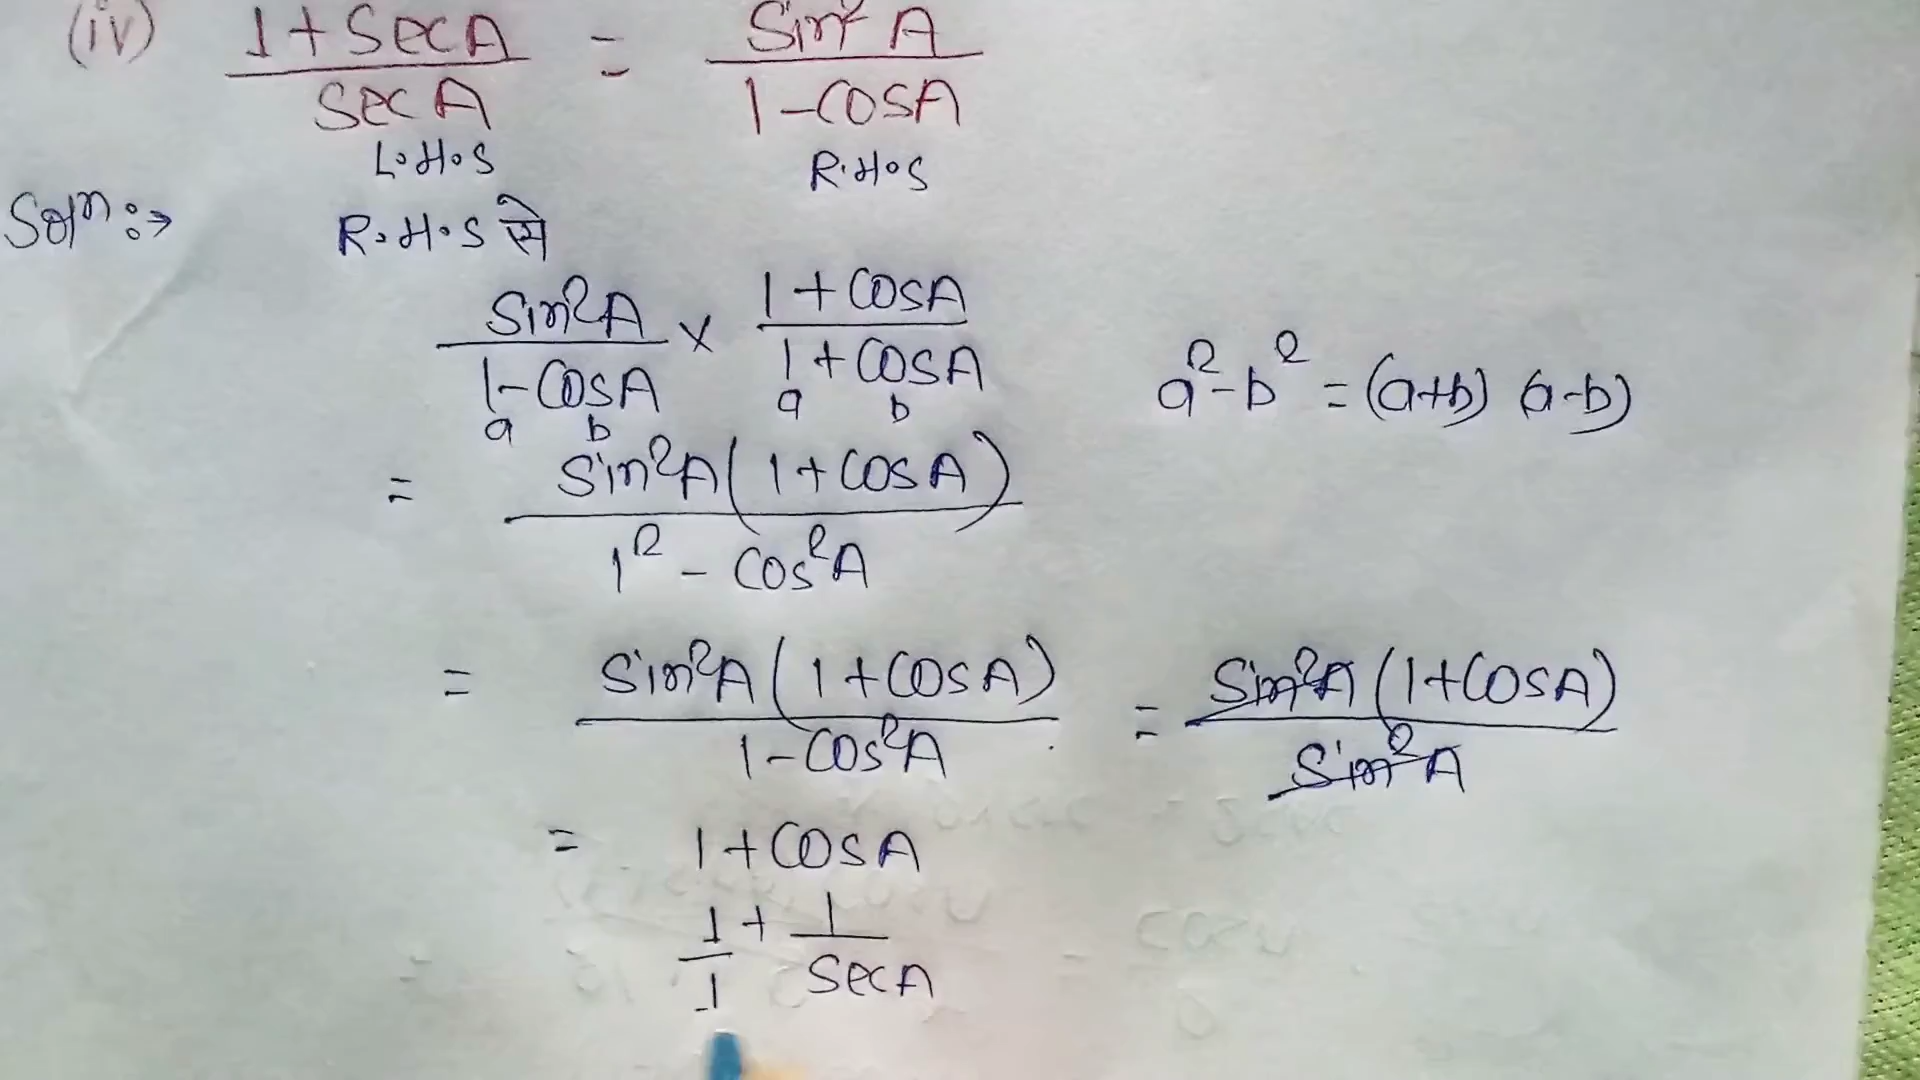 (iv) 1+SecA/SecA = Sin²A/1-CosA
L.H.S R.H.S
Soln:→ R.H.S से
Sin²A/1-CosA × 1+CosA/1+CosA
a b a b
a²-b² = (a+b) (a-b)
= Sin²A(1+CosA)/1² - Cos²A
= Sin²A(1+CosA)/1-Cos²A = Sin²A(1+CosA)/Sin²A
= 1+CosA
1/1 + 1/SecA